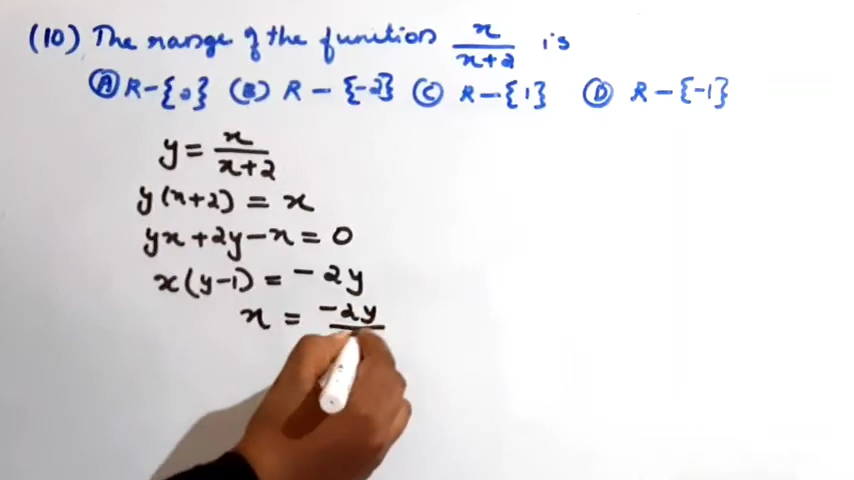 (10) The range of the function x/(x+2) is
(A) R-{0} (B) R-{-2} (C) R-{1} (D) R-{-1}
y = x/(x+2)
y(x+2) = x
yx+2y-x = 0
x(y-1) = -2y
x = -2y